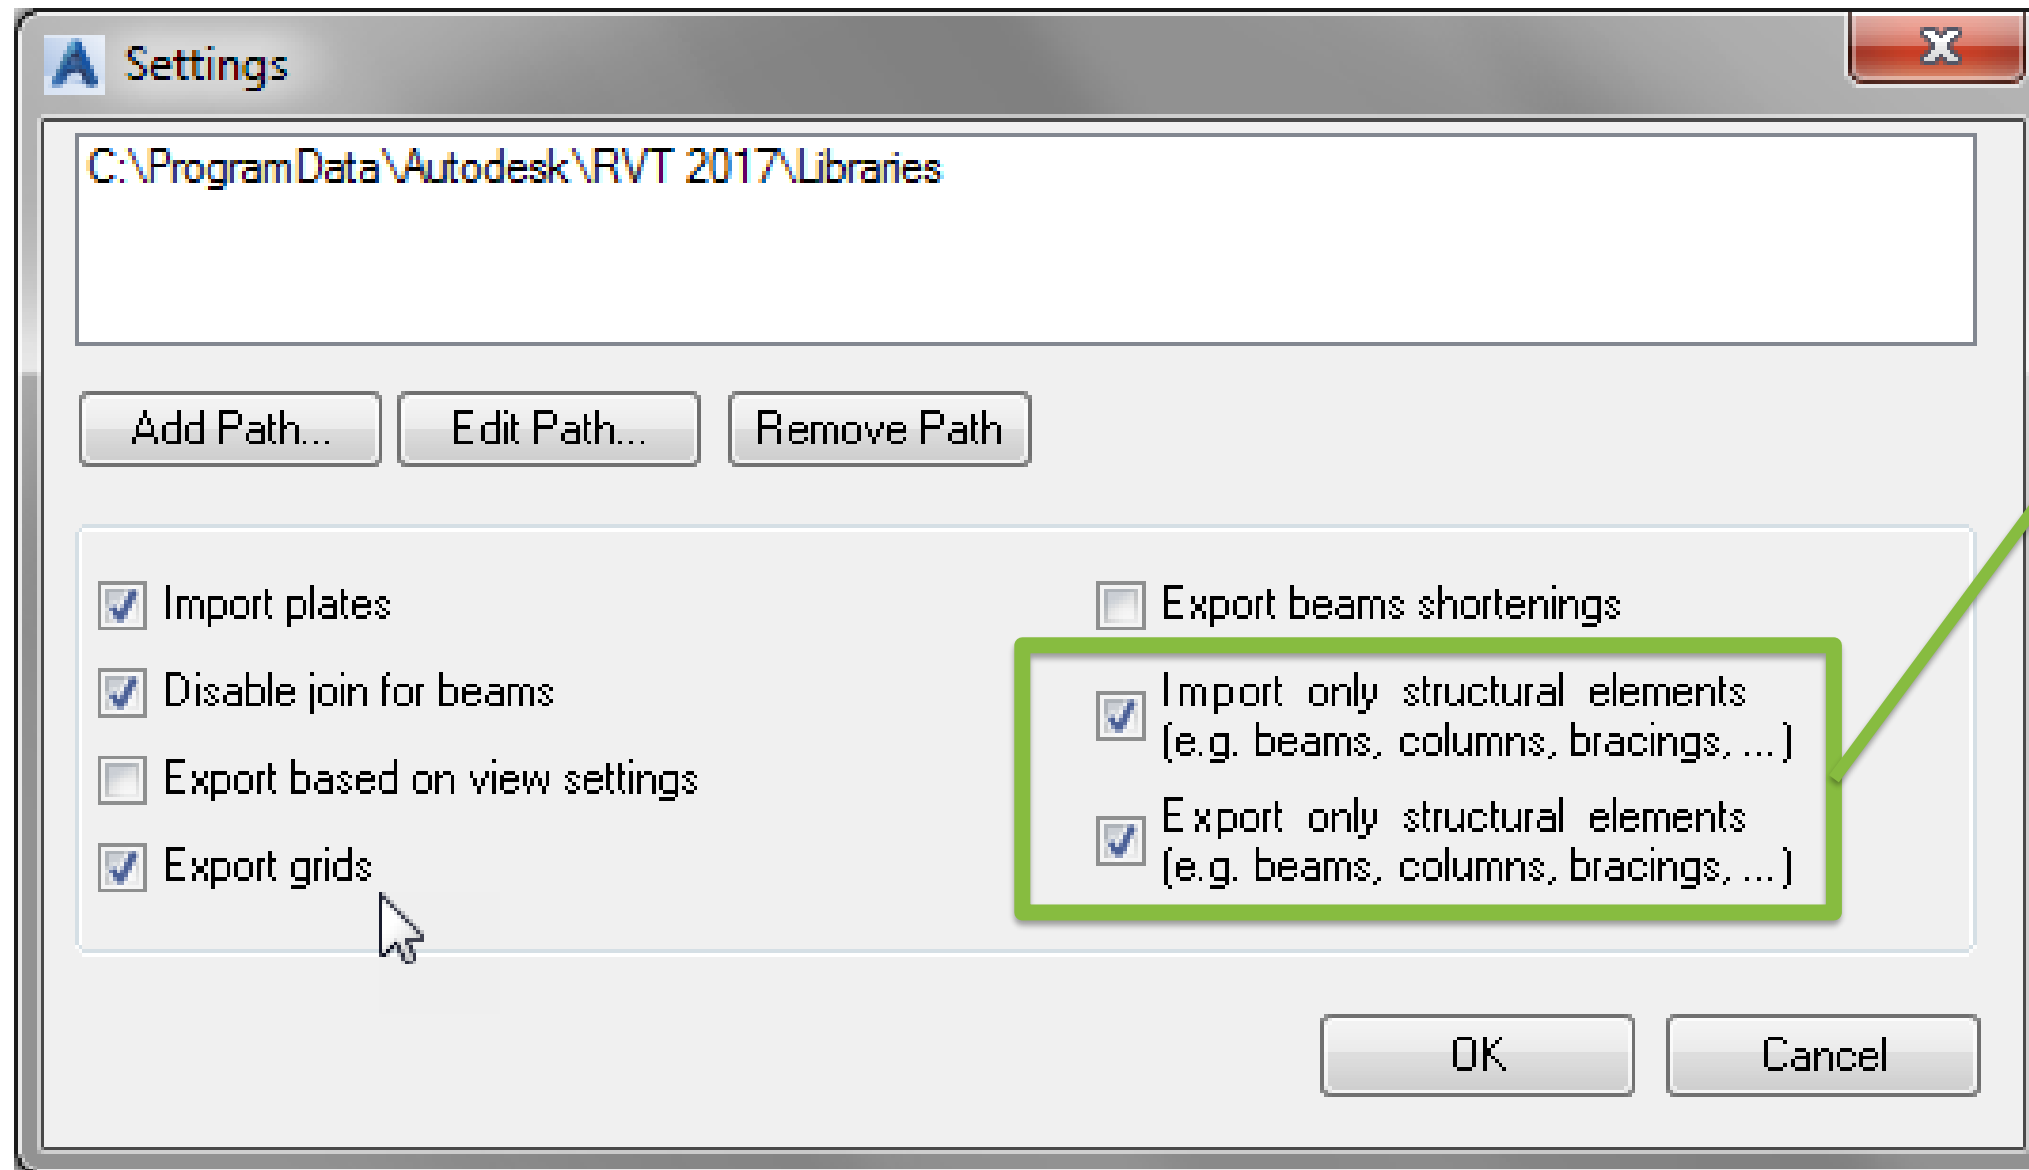 Settings
C:\ProgramData\Autodesk\RVT 2017\Libraries
Add Path...
Edit Path...
Remove Path
Import plates
Disable join for beams
Export based on view settings
Export grids
Export beams shortenings
Import only structural elements
(e.g. beams, columns, bracings, ...)
Export only structural elements
(e.g. beams, columns, bracings, ...)
OK
Cancel